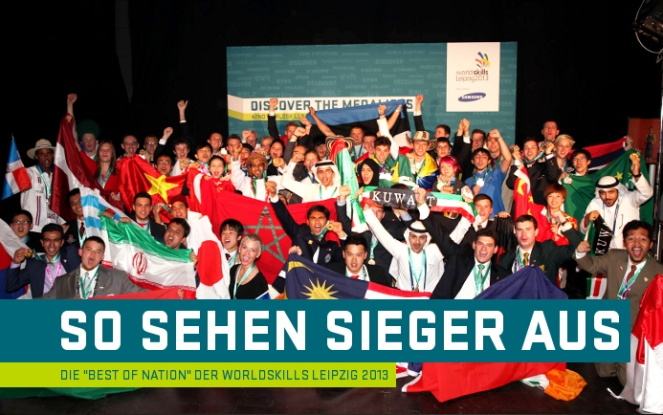 worldskills
Leipzig 2013
SAMSUNG
DISCOVER THE MEDALISTS
KUWAIT
SO SEHEN SIEGER AUS
DIE "BEST OF NATION" DER WORLDSKILLS LEIPZIG 2013